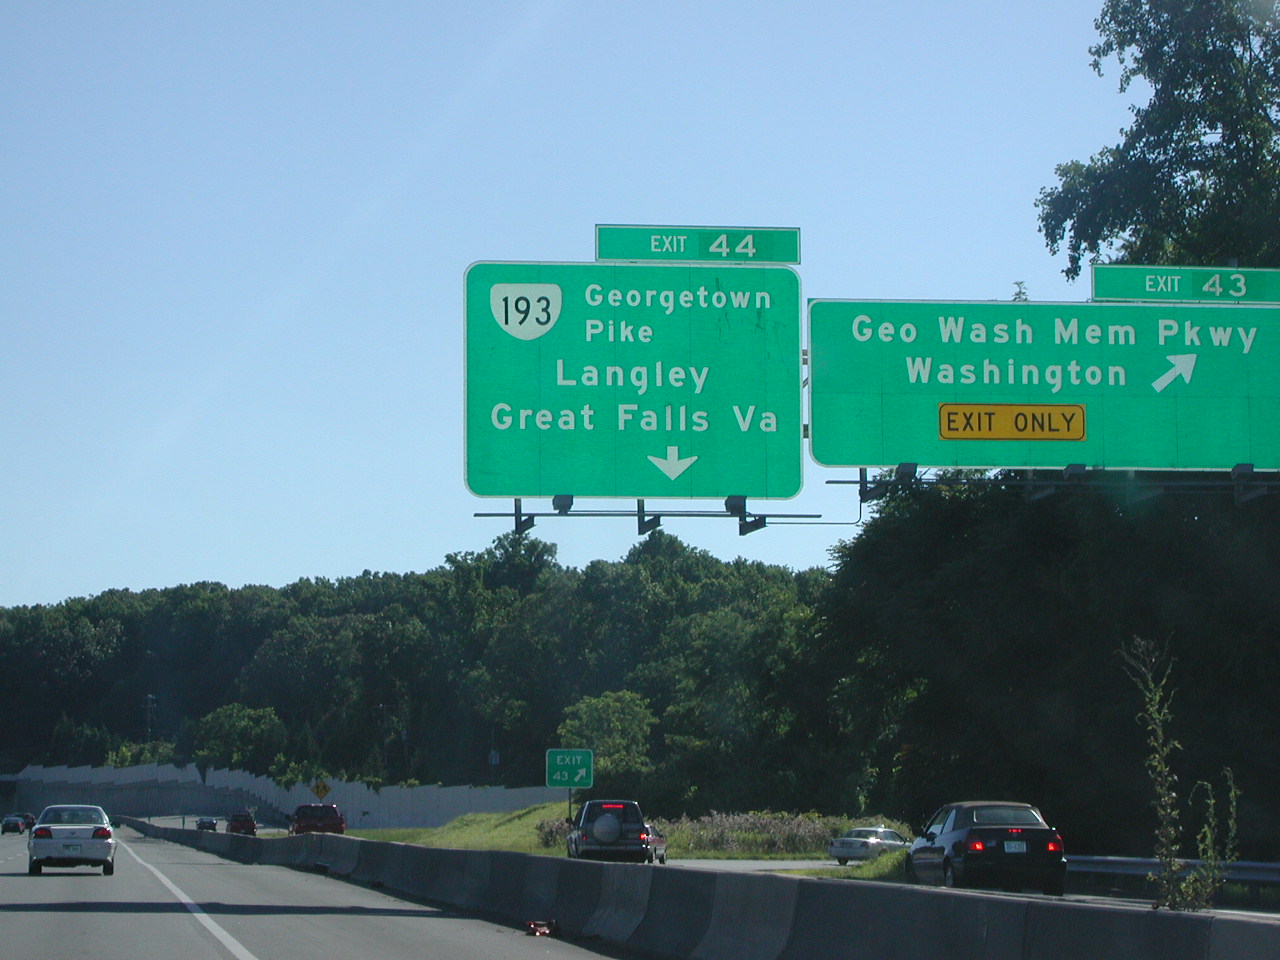 EXIT 44
193
Georgetown
Pike
Langley
Great Falls Va
EXIT 43
Geo Wash Mem Pkwy
Washington
EXIT ONLY
EXIT
43